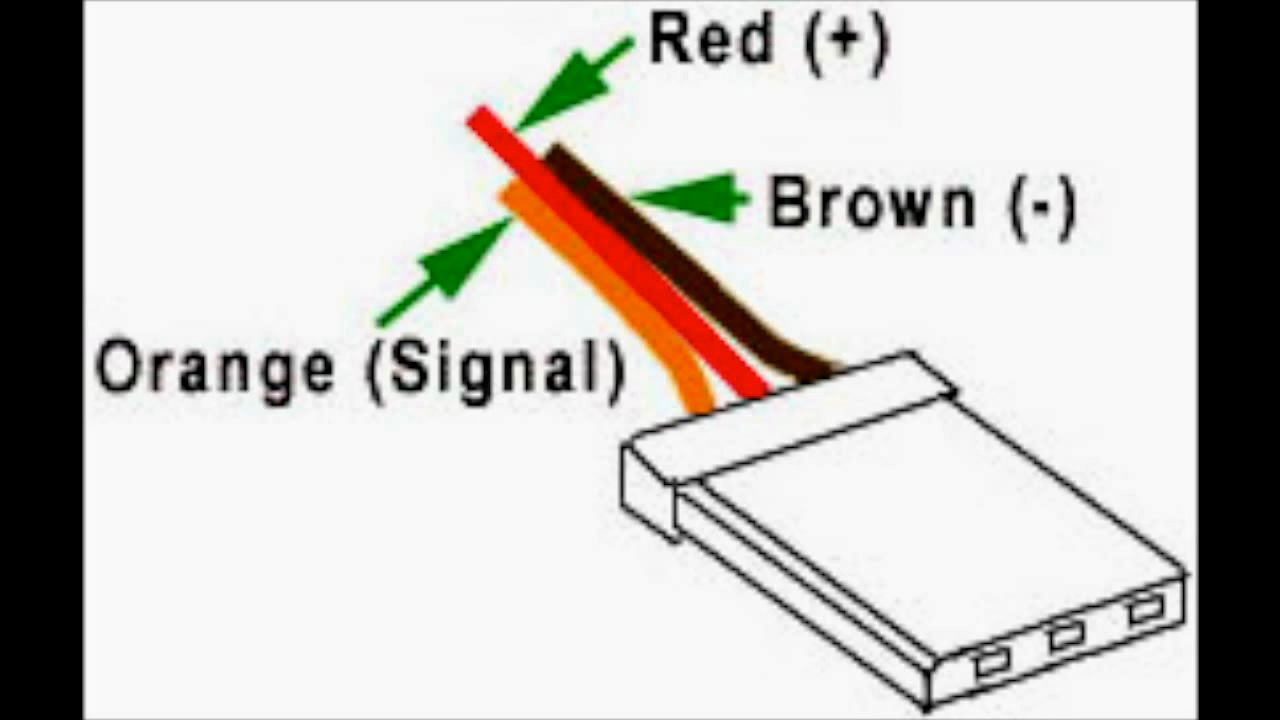 Red (+)
Brown (-)
Orange (Signal)